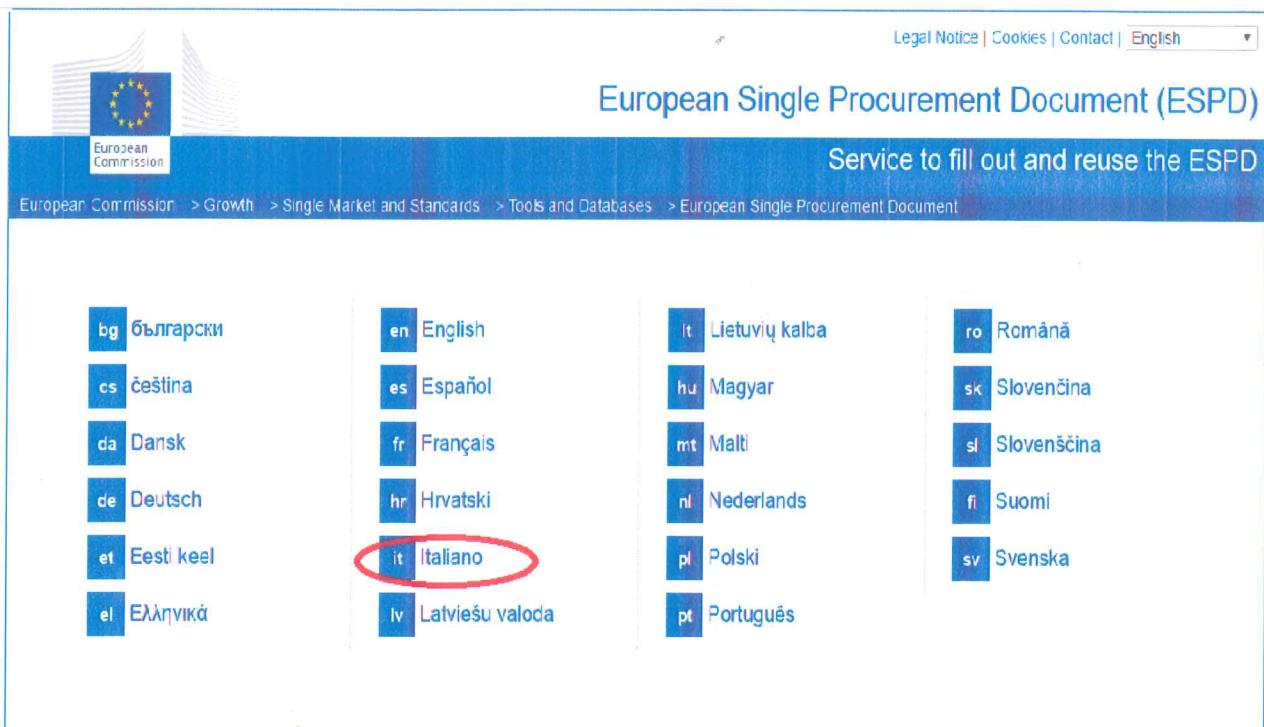 Legal Notice | Cookies | Contact | English
European Single Procurement Document (ESPD)
European
Commission
Service to fill out and reuse the ESPD
European Commission > Growth > Single Market and Standards > Tools and Databases > European Single Procurement Document
bg български
cs čeština
da Dansk
de Deutsch
et Eesti keel
el Ελληνικά
en English
es Español
fr Français
hr Hrvatski
it Italiano
lv Latviešu valoda
lt Lietuvių kalba
hu Magyar
mt Malti
nl Nederlands
pl Polski
pt Português
ro Română
sk Slovenčina
sl Slovenščina
fi Suomi
sv Svenska